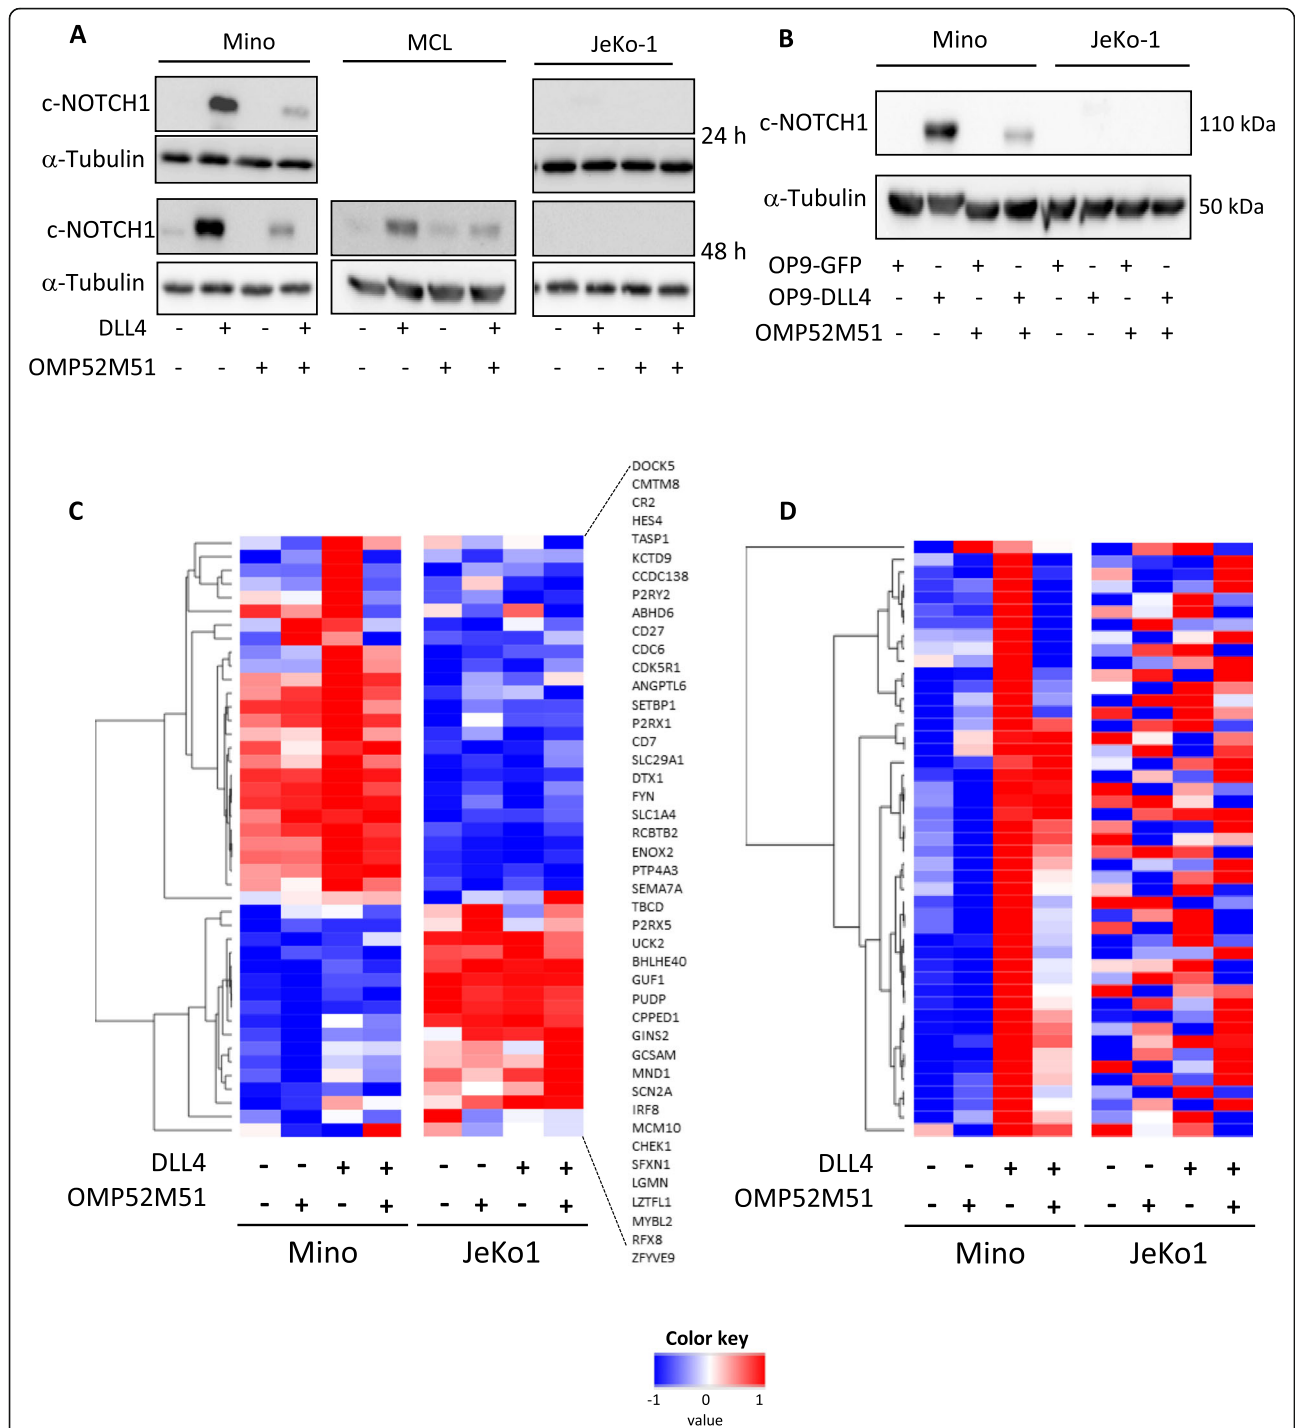 A
Mino MCL JeKo-1
c-NOTCH1
24 h
α-Tubulin
c-NOTCH1
48 h
α-Tubulin
DLL4 - + - + - + - + - + - +
OMP52M51 - - + + - - + + - - + +
B
Mino JeKo-1
c-NOTCH1 110 kDa
α-Tubulin 50 kDa
OP9-GFP + - + - + - + -
OP9-DLL4 - + - + - + - +
OMP52M51 - - + + - - + +
C
DOCK5
CMTM8
CR2
HES4
TASP1
KCTD9
CCDC138
P2RY2
ABHD6
CD27
CDC6
CDK5R1
ANGPTL6
SETBP1
P2RX1
CD7
SLC29A1
DTX1
FYN
SLC1A4
RCBTB2
ENOX2
PTP4A3
SEMA7A
TBCD
P2RX5
UCK2
BHLHE40
GUF1
PUDP
CPPED1
GINS2
GCSAM
MND1
SCN2A
IRF8
MCM10
CHEK1
SFXN1
LGMN
LZTFL1
MYBL2
RFX8
ZFYVE9
DLL4 - - + + - - + +
OMP52M51 - + - + - + - +
Mino JeKo1
D
DLL4 - - + + - - + +
OMP52M51 - + - + - + - +
Mino JeKo1
Color key
-1 0 1
value